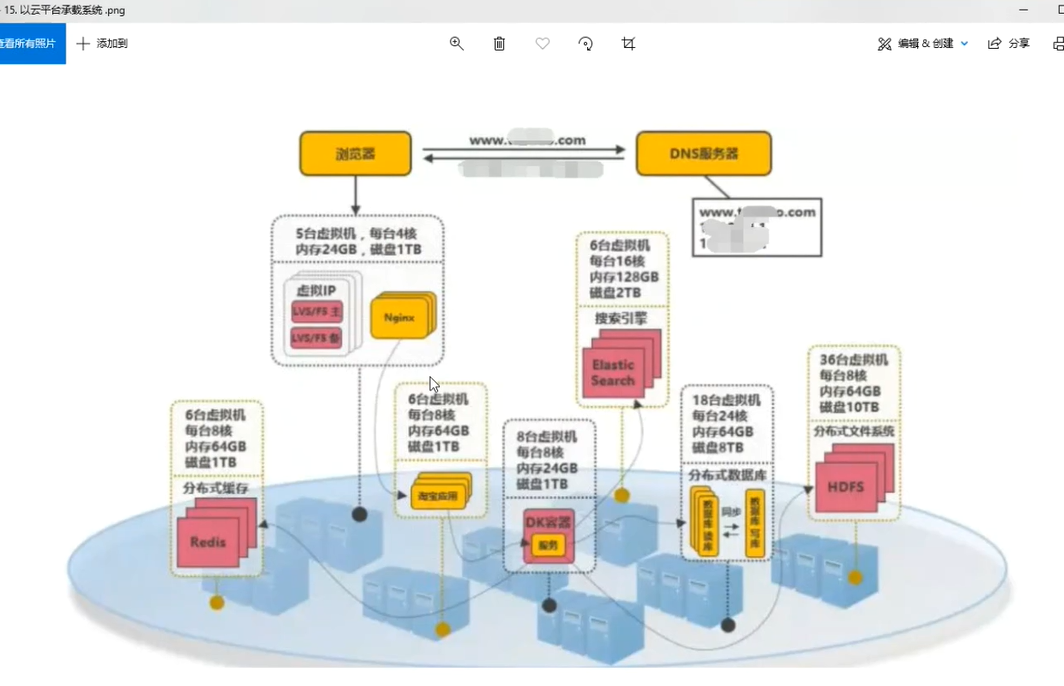 15. 以云平台承载系统 .png
查看所有照片
添加到
编辑 & 创建
分享
www.
.com
浏览器
DNS服务器
www.t
o.com
5台虚拟机，每台4核
内存24GB，磁盘1TB
虚拟IP
LVS/F5 主
LVS/F5 备
Nginx
6台虚拟机
每台16核
内存128GB
磁盘2TB
搜索引擎
Elastic
Search
36台虚拟机
每台8核
内存64GB
磁盘10TB
分布式文件系统
HDFS
6台虚拟机
每台8核
内存64GB
磁盘1TB
淘宝应用
18台虚拟机
每台24核
内存64GB
磁盘8TB
分布式数据库
数据库 读库
同步
数据库 写库
6台虚拟机
每台8核
内存64GB
磁盘1TB
分布式缓存
Redis
8台虚拟机
每台8核
内存24GB
磁盘1TB
DK容器
服务